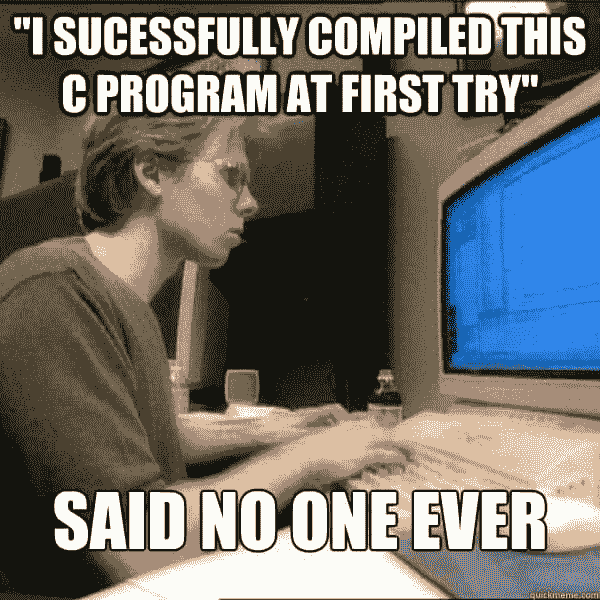 "I SUCESSFULLY COMPILED THIS
C PROGRAM AT FIRST TRY"
SAID NO ONE EVER
quickmeme.com